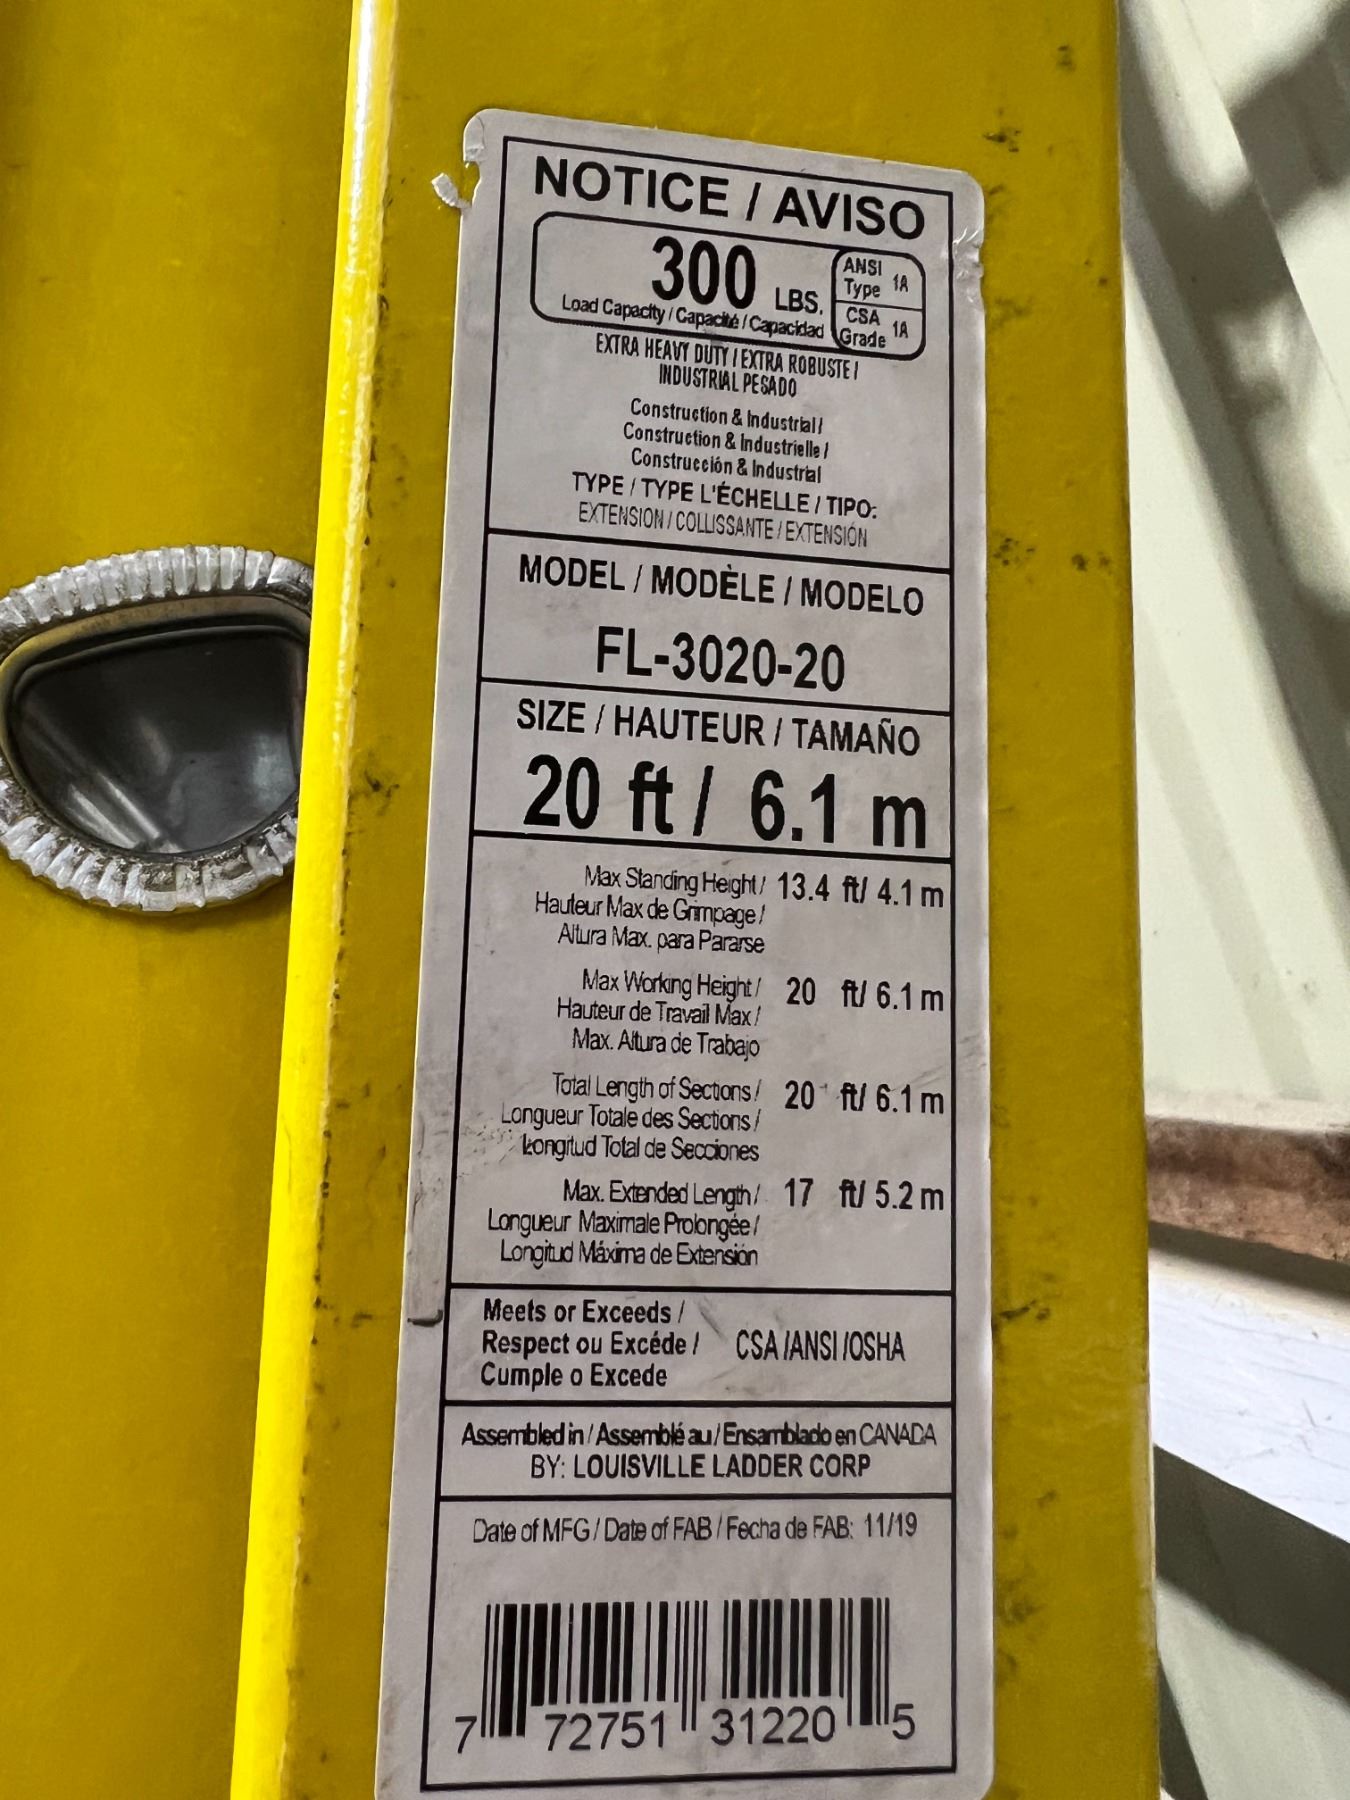 NOTICE / AVISO
300 LBS.
Load Capacity / Capacité / Capacidad
ANSI Type 1A
CSA Grade 1A
EXTRA HEAVY DUTY / EXTRA ROBUSTE /
INDUSTRIAL PESADO
Construction & Industrial /
Construction & Industrielle /
Construcción & Industrial
TYPE / TYPE L'ÉCHELLE / TIPO:
EXTENSION / COLLISSANTE / EXTENSIÓN
MODEL / MODÈLE / MODELO
FL-3020-20
SIZE / HAUTEUR / TAMAÑO
20 ft / 6.1 m
Max Standing Height / 13.4 ft/ 4.1 m
Hauteur Max de Grimpage /
Altura Max. para Pararse
Max Working Height / 20 ft/ 6.1 m
Hauteur de Travail Max /
Max. Altura de Trabajo
Total Length of Sections / 20 ft/ 6.1 m
Longueur Totale des Sections /
Longitud Total de Secciones
Max. Extended Length / 17 ft/ 5.2 m
Longueur Maximale Prolongée /
Longitud Máxima de Extensión
Meets or Exceeds /
Respect ou Excéde / CSA /ANSI /OSHA
Cumple o Excede
Assembled in / Assemblé au / Ensamblado en CANADA
BY: LOUISVILLE LADDER CORP
Date of MFG / Date of FAB / Fecha de FAB: 11/19
7 72751 31220 5